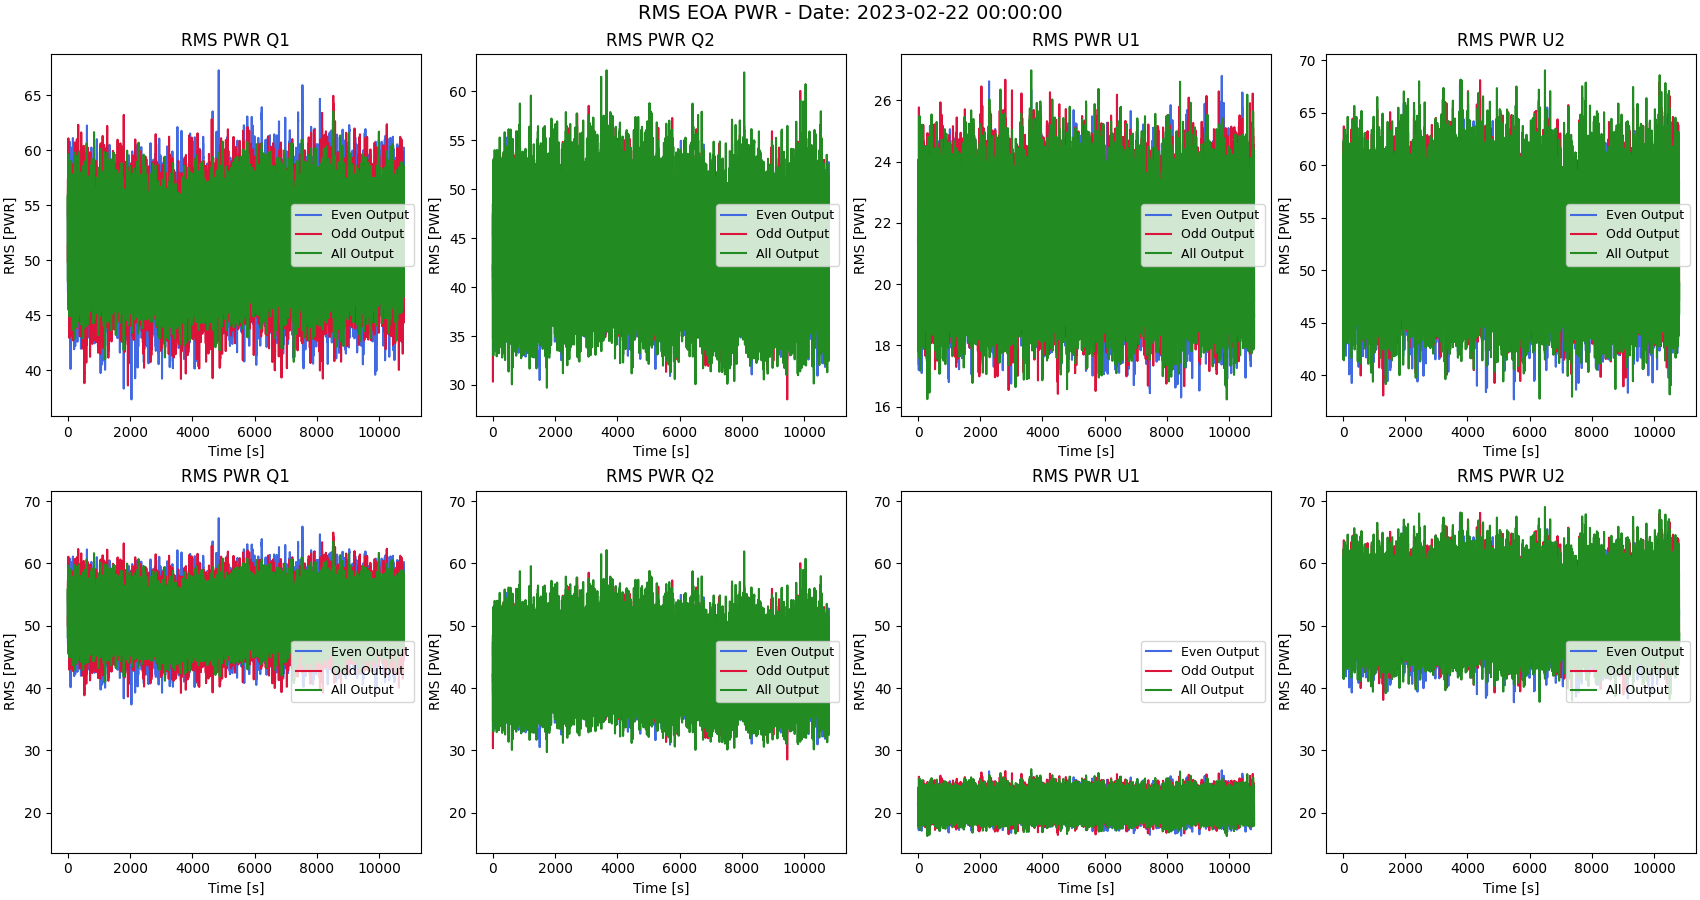 RMS EOA PWR - Date: 2023-02-22 00:00:00
RMS PWR Q1
RMS [PWR]
65
60
55
50
45
40
0 2000 4000 6000 8000 10000
Time [s]
Even Output
Odd Output
All Output
RMS PWR Q2
RMS [PWR]
60
55
50
45
40
35
30
0 2000 4000 6000 8000 10000
Time [s]
Even Output
Odd Output
All Output
RMS PWR U1
RMS [PWR]
26
24
22
20
18
16
0 2000 4000 6000 8000 10000
Time [s]
Even Output
Odd Output
All Output
RMS PWR U2
RMS [PWR]
70
65
60
55
50
45
40
0 2000 4000 6000 8000 10000
Time [s]
Even Output
Odd Output
All Output
RMS PWR Q1
RMS [PWR]
70
60
50
40
30
20
0 2000 4000 6000 8000 10000
Time [s]
Even Output
Odd Output
All Output
RMS PWR Q2
RMS [PWR]
70
60
50
40
30
20
0 2000 4000 6000 8000 10000
Time [s]
Even Output
Odd Output
All Output
RMS PWR U1
RMS [PWR]
70
60
50
40
30
20
0 2000 4000 6000 8000 10000
Time [s]
Even Output
Odd Output
All Output
RMS PWR U2
RMS [PWR]
70
60
50
40
30
20
0 2000 4000 6000 8000 10000
Time [s]
Even Output
Odd Output
All Output